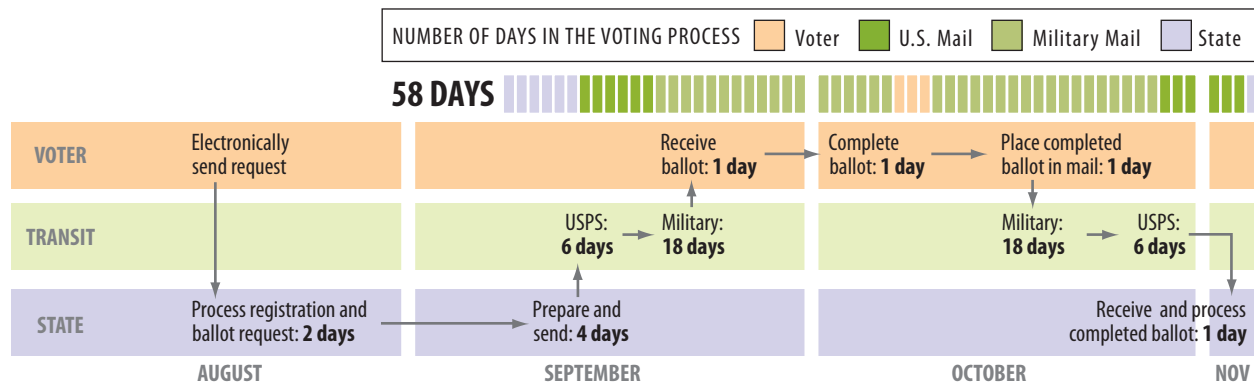 NUMBER OF DAYS IN THE VOTING PROCESS Voter U.S. Mail Military Mail State
58 DAYS
VOTER
Electronically
send request
Receive
ballot: 1 day
Complete
ballot: 1 day
Place completed
ballot in mail: 1 day
TRANSIT
USPS:
6 days
Military:
18 days
Military:
18 days
USPS:
6 days
STATE
Process registration and
ballot request: 2 days
Prepare and
send: 4 days
Receive and process
completed ballot: 1 day
AUGUST SEPTEMBER OCTOBER NOV